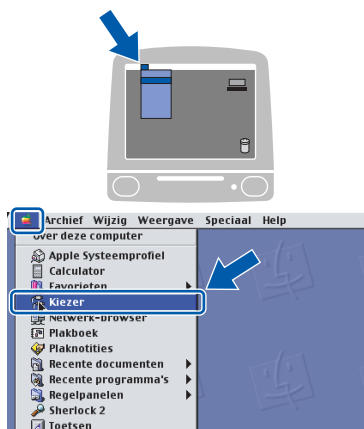 Archief Wijzig Weergave Speciaal Help
Over deze computer
Apple Systeemprofiel
Calculator
Favorieten
Kiezer
Netwerk-browser
Plakboek
Plaknotities
Recente documenten
Recente programma's
Regelpanelen
Sherlock 2
Toetsen